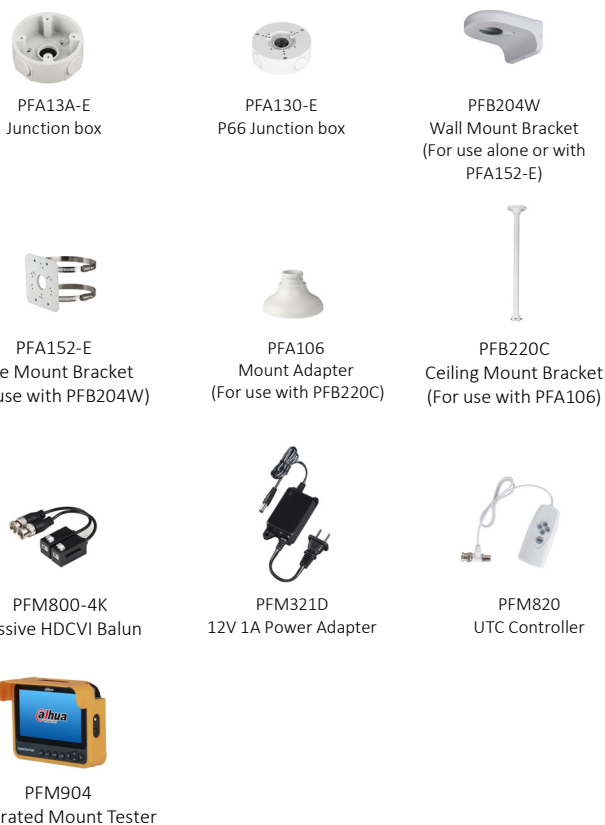 PFA13A-E
Junction box
PFA130-E
P66 Junction box
PFB204W
Wall Mount Bracket
(For use alone or with
PFA152-E)
PFA152-E
e Mount Bracket
use with PFB204W)
PFA106
Mount Adapter
(For use with PFB220C)
PFB220C
Ceiling Mount Bracket
(For use with PFA106)
PFM800-4K
ssive HDCVI Balun
PFM321D
12V 1A Power Adapter
PFM820
UTC Controller
alhua
PFM904
rated Mount Tester